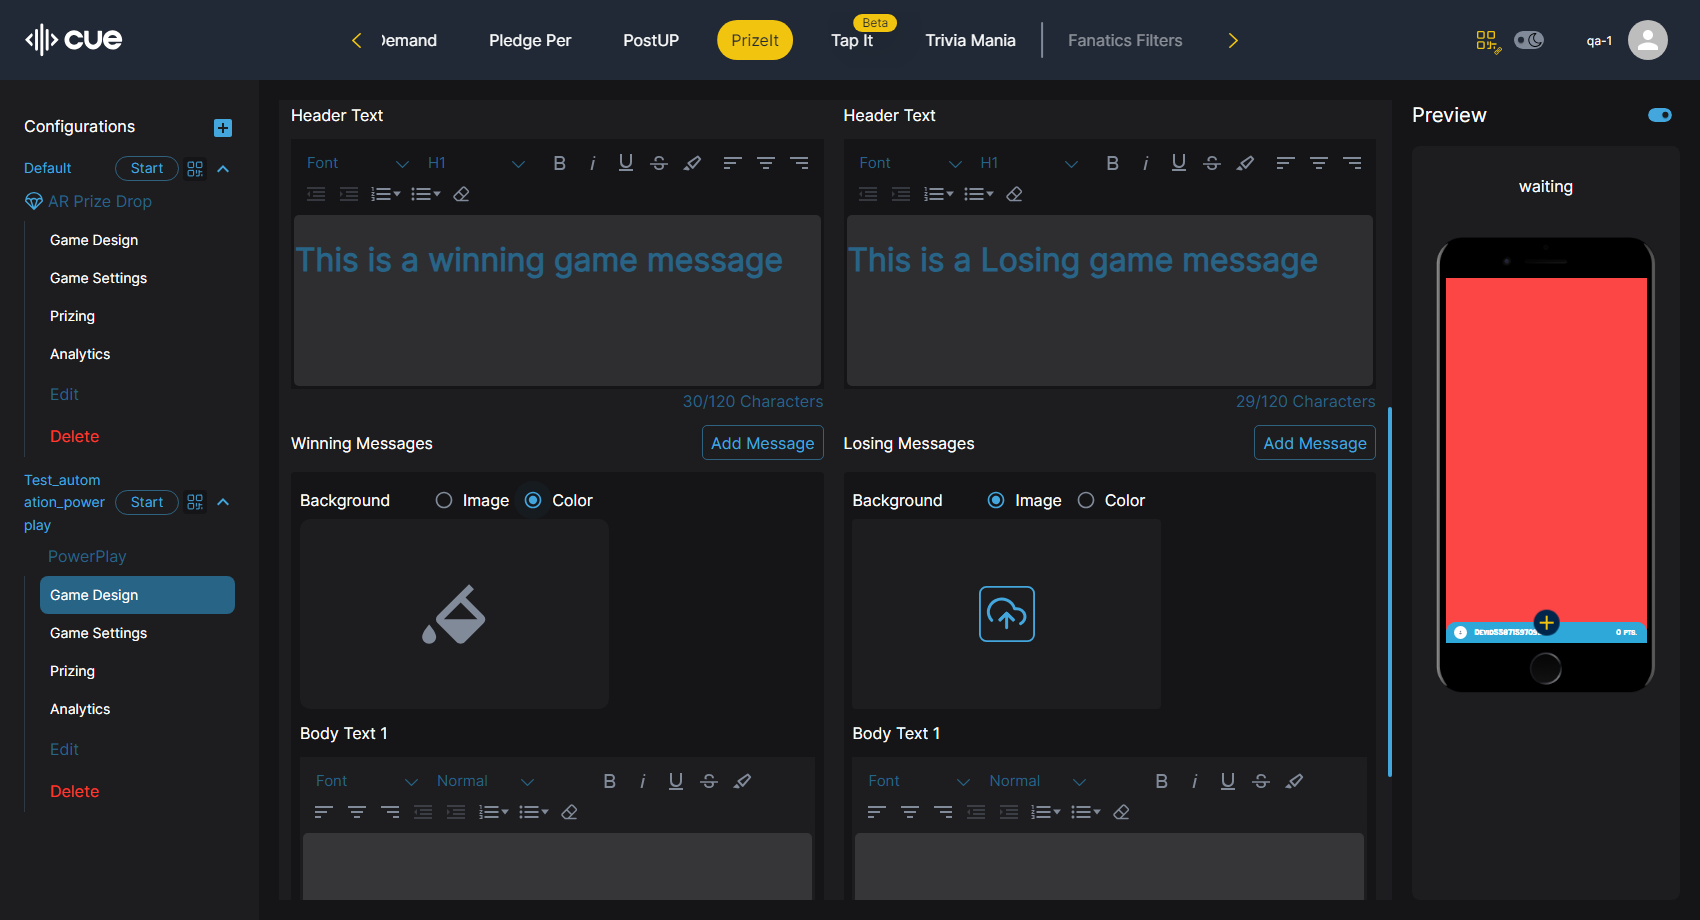 cue
Demand
Pledge Per
PostUP
PrizeIt
Beta
Tap It
Trivia Mania
Fanatics Filters
qa-1
Configurations
Default
Start
AR Prize Drop
Game Design
Game Settings
Prizing
Analytics
Edit
Delete
Test_autom
ation_power
play
Start
PowerPlay
Game Design
Game Settings
Prizing
Analytics
Edit
Delete
Header Text
Font
H1
B
i
U
S
This is a winning game message
30/120 Characters
Winning Messages
Add Message
Background
Image
Color
Body Text 1
Font
Normal
B
i
U
S
Header Text
Font
H1
B
i
U
S
This is a Losing game message
29/120 Characters
Losing Messages
Add Message
Background
Image
Color
Body Text 1
Font
Normal
B
i
U
S
Preview
waiting
0 PTS.